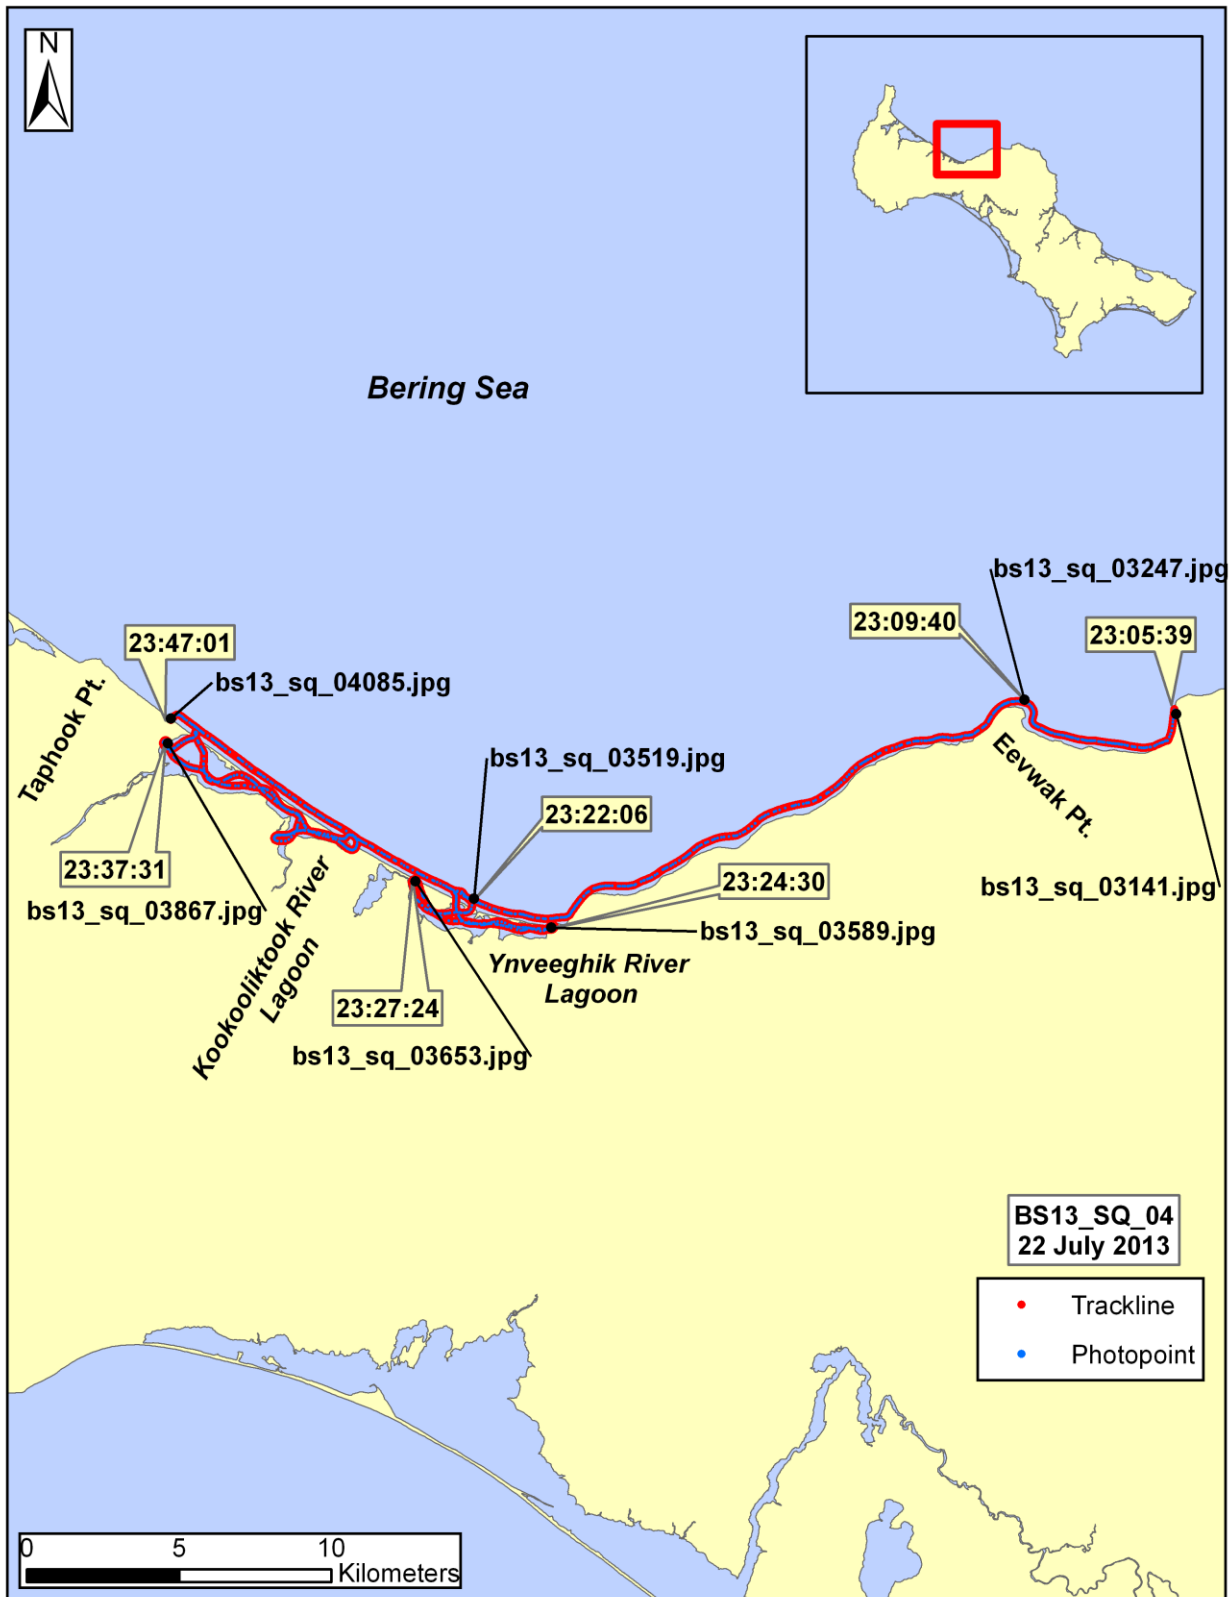 N
Bering Sea
bs13_sq_03247.jpg
23:09:40
23:05:39
23:47:01
bs13_sq_04085.jpg
Taphook Pt.
bs13_sq_03519.jpg
Eevwak Pt.
23:22:06
23:37:31
23:24:30
bs13_sq_03141.jpg
bs13_sq_03867.jpg
bs13_sq_03589.jpg
Kookooliktook River
Lagoon
Ynveeghik River
Lagoon
23:27:24
bs13_sq_03653.jpg
BS13_SQ_04
22 July 2013
Trackline
Photopoint
0 5 10
Kilometers